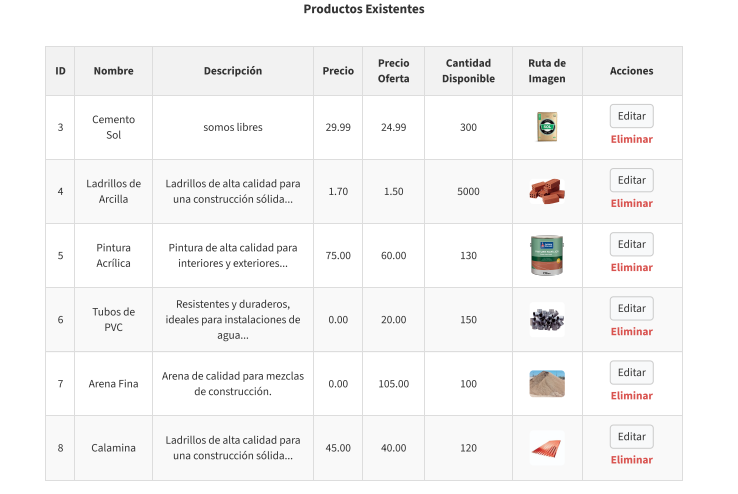 Productos Existentes
ID Nombre Descripción Precio Precio Oferta Cantidad Disponible Ruta de Imagen Acciones
3 Cemento Sol somos libres 29.99 24.99 300 Editar Eliminar
4 Ladrillos de Arcilla Ladrillos de alta calidad para una construcción sólida... 1.70 1.50 5000 Editar Eliminar
5 Pintura Acrílica Pintura de alta calidad para interiores y exteriores... 75.00 60.00 130 Editar Eliminar
6 Tubos de PVC Resistentes y duraderos, ideales para instalaciones de agua... 0.00 20.00 150 Editar Eliminar
7 Arena Fina Arena de calidad para mezclas de construcción. 0.00 105.00 100 Editar Eliminar
8 Calamina Ladrillos de alta calidad para una construcción sólida... 45.00 40.00 120 Editar Eliminar